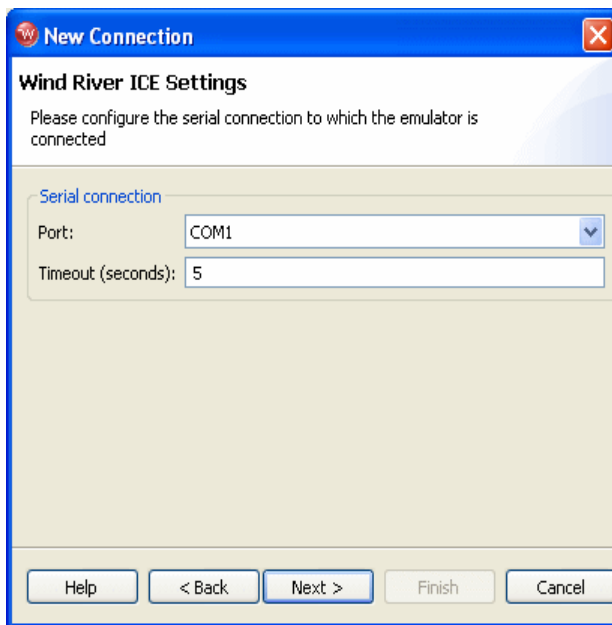 New Connection
Wind River ICE Settings
Please configure the serial connection to which the emulator is
connected
Serial connection
Port: COM1
Timeout (seconds): 5
Help < Back Next > Finish Cancel